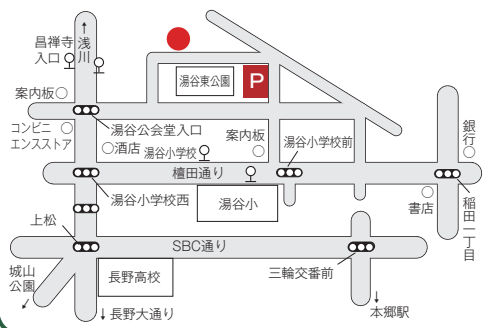 ↑浅川
昌禅寺
入口
湯谷東公園
P
案内板
コンビニ
エンスストア
湯谷公会堂入口
酒店
湯谷小学校
案内板
湯谷小学校前
銀行
檀田通り
湯谷小学校西
湯谷小
書店
稲田一丁目
上松
SBC通り
城山
公園
長野高校
三輪交番前
↓長野大通り
↓本郷駅